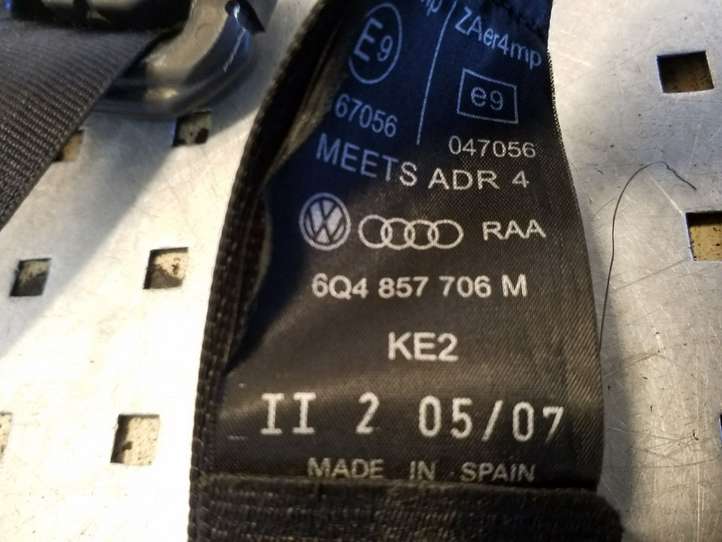 ZAer4mp
E9
e9
67056
047056
MEETS ADR 4
RAA
6Q4 857 706 M
KE2
II 2 05/07
MADE IN SPAIN